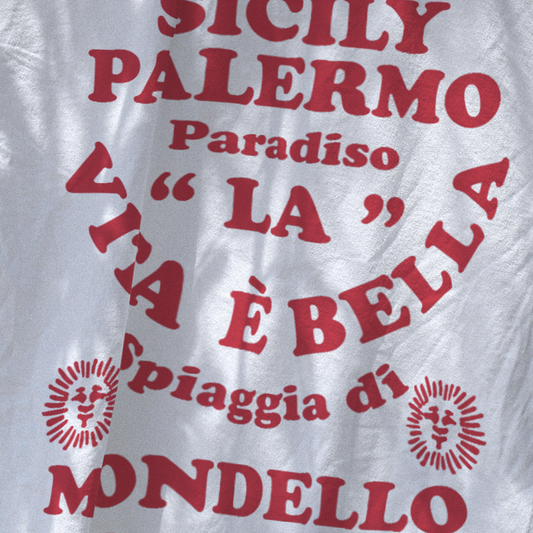 SICILY
PALERMO
Paradiso
“ LA ”
VITA È BELLA
Spiaggia di
MONDELLO